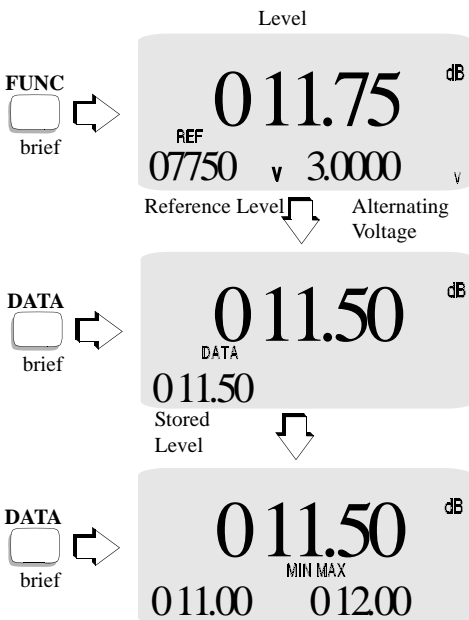 Level
FUNC
brief
011.75 dB
REF
07750 V 3.0000 V
Reference Level Alternating
Voltage
DATA
brief
011.50 dB
DATA
011.50
Stored
Level
DATA
brief
011.50 dB
MIN MAX
011.00 012.00